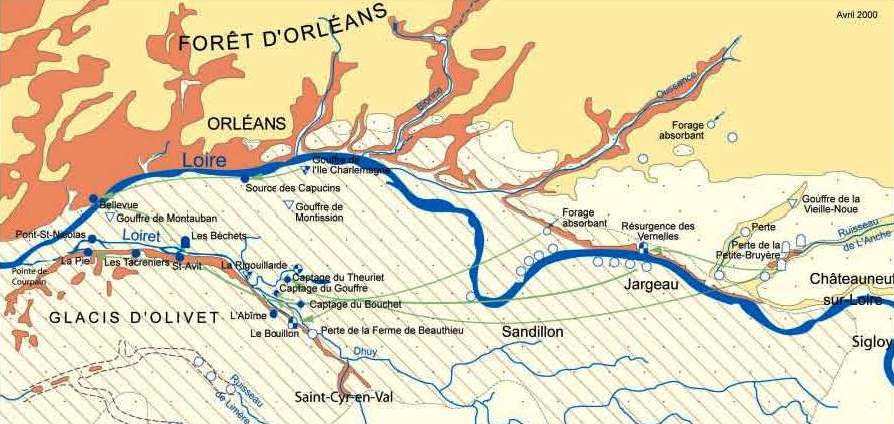 Avril 2000
FORÊT D'ORLÉANS
Bionne
Oussance
Forage
absorbant
ORLÉANS
Loire
Gouffre de
l'Ile Charlemagne
Source des Capucins
Bellevue
Gouffre de Montauban
Gouffre de
Montission
Forage
absorbant
Gouffre de la
Vieille-Noue
Perte
Résurgence des
Vernelles
Perte de la
Petite-Bruyère
Ruisseau
de L'Anche
Pont-St-Nicolas
Loiret
Les Béchets
La Pie
Les Tacreniers
St-Avit
La Rigouillarde
Pointe de
Courpain
Captage du Theuriet
Captage du Gouffre
Captage du Bouchet
Jargeau
Châteauneuf
sur-Loire
GLACIS D'OLIVET
L'Abîme
Le Bouillon
Perte de la Ferme de Beauthieu
Sandillon
Sigloy
Dhuy
Ruisseau
de Limère
Saint-Cyr-en-Val